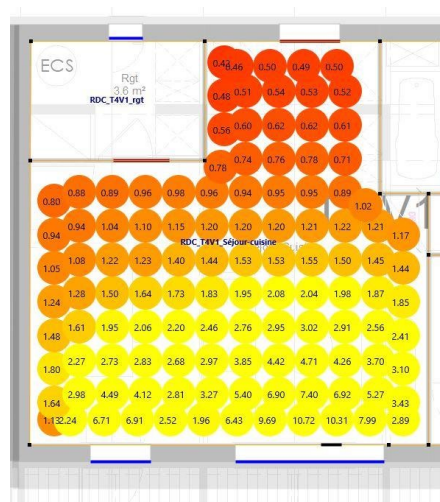 ECS
Rgt
3.6 m²
RDC_T4V1_rgt
0.43 0.46 0.50 0.49 0.50
0.48 0.51 0.54 0.53 0.52
0.56 0.60 0.62 0.62 0.61
0.78 0.74 0.76 0.78 0.71
0.80 0.88 0.89 0.96 0.98 0.96 0.94 0.95 0.95 0.89 1.02
0.94 0.94 1.04 1.10 1.15 1.20 1.20 1.20 1.21 1.22 1.21 1.17
RDC_T4V1_Séjour-cuisine
1.05 1.08 1.22 1.23 1.40 1.44 1.53 1.53 1.55 1.50 1.45 1.44
1.24 1.28 1.50 1.64 1.73 1.83 1.95 2.08 2.04 1.98 1.87 1.85
1.48 1.61 1.95 2.06 2.20 2.46 2.76 2.95 3.02 2.91 2.56 2.41
1.80 2.27 2.73 2.83 2.68 2.97 3.85 4.42 4.71 4.26 3.70 3.10
1.64 2.98 4.49 4.12 2.81 3.27 5.40 6.90 7.40 6.92 5.27 3.43
1.13 2.24 6.71 6.91 2.52 1.96 6.43 9.69 10.72 10.31 7.99 2.89